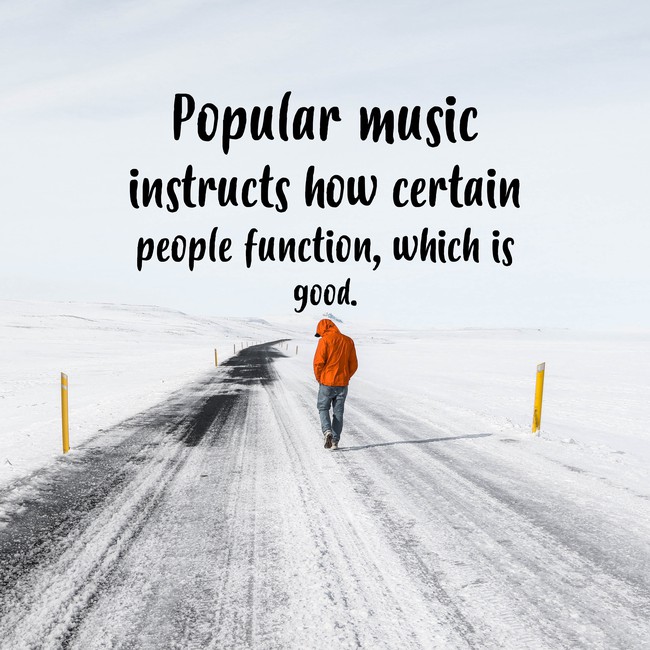 Popular music
instructs how certain
people function, which is
good.